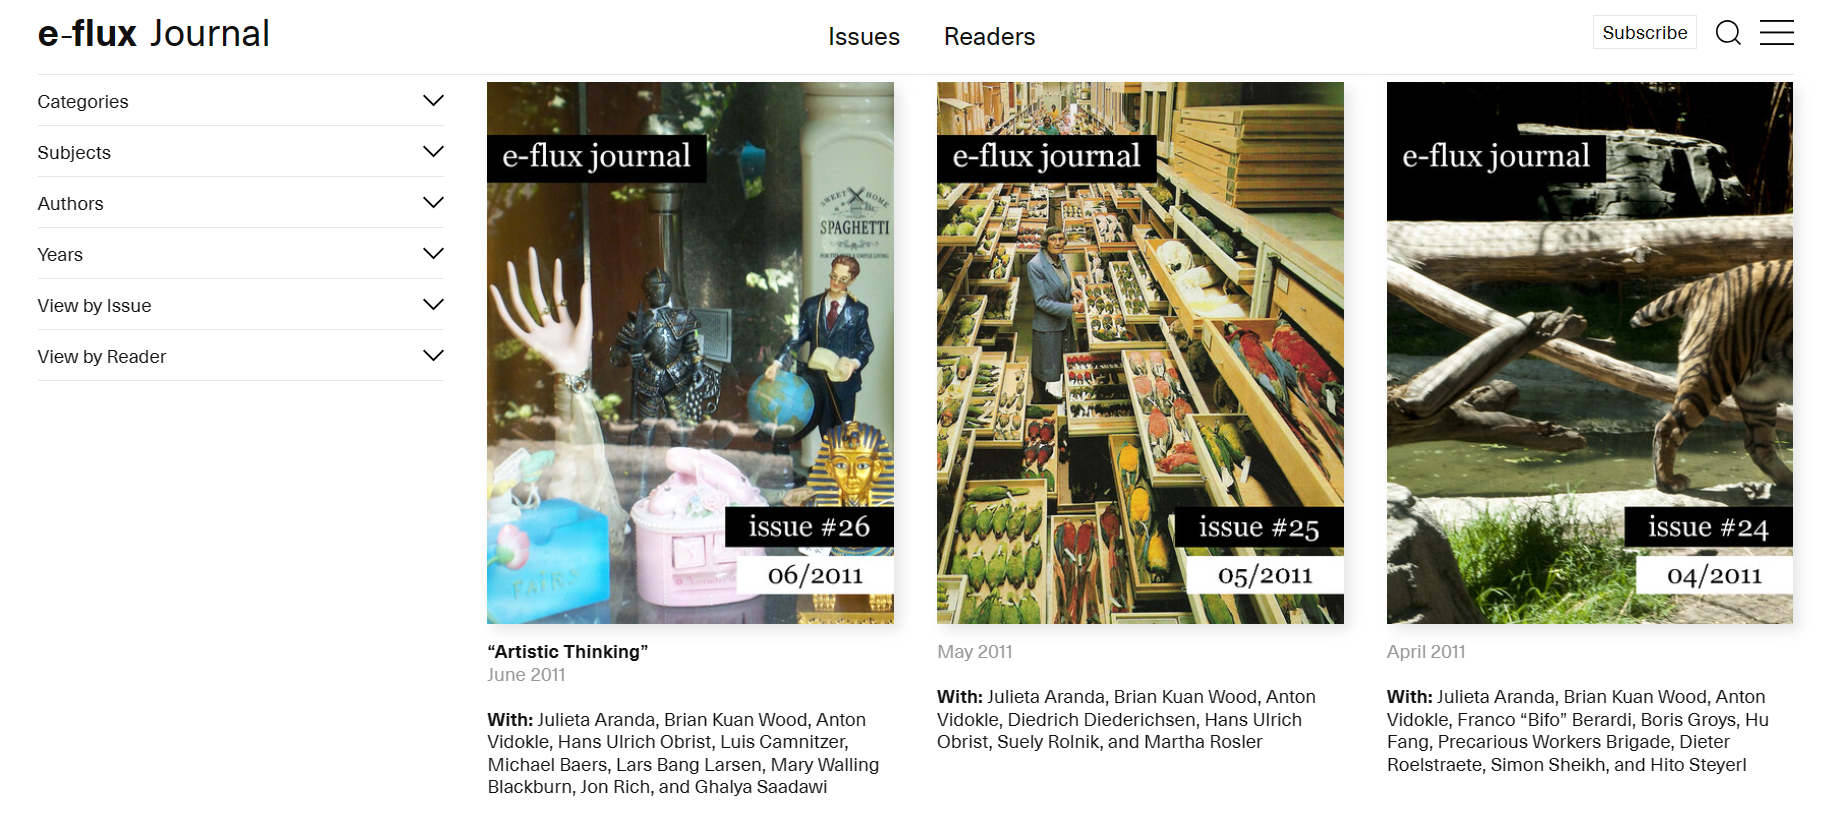 e-flux Journal
Issues
Readers
Subscribe
Categories
Subjects
Authors
Years
View by Issue
View by Reader
e-flux journal
SWEET HOME
SPAGHETTI
issue #26
06/2011
“Artistic Thinking”
June 2011
With: Julieta Aranda, Brian Kuan Wood, Anton
Vidokle, Hans Ulrich Obrist, Luis Camnitzer,
Michael Baers, Lars Bang Larsen, Mary Walling
Blackburn, Jon Rich, and Ghalya Saadawi
e-flux journal
issue #25
05/2011
May 2011
With: Julieta Aranda, Brian Kuan Wood, Anton
Vidokle, Diedrich Diederichsen, Hans Ulrich
Obrist, Suely Rolnik, and Martha Rosler
e-flux journal
issue #24
04/2011
April 2011
With: Julieta Aranda, Brian Kuan Wood, Anton
Vidokle, Franco “Bifo” Berardi, Boris Groys, Hu
Fang, Precarious Workers Brigade, Dieter
Roelstraete, Simon Sheikh, and Hito Steyerl